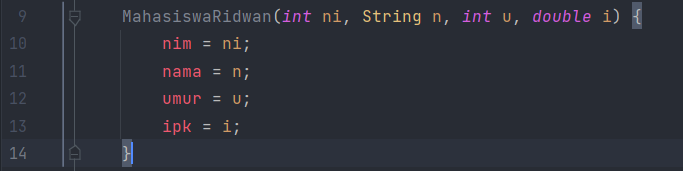 9 MahasiswaRidwan(int ni, String n, int u, double i) {
10 nim = ni;
11 nama = n;
12 umur = u;
13 ipk = i;
14 }